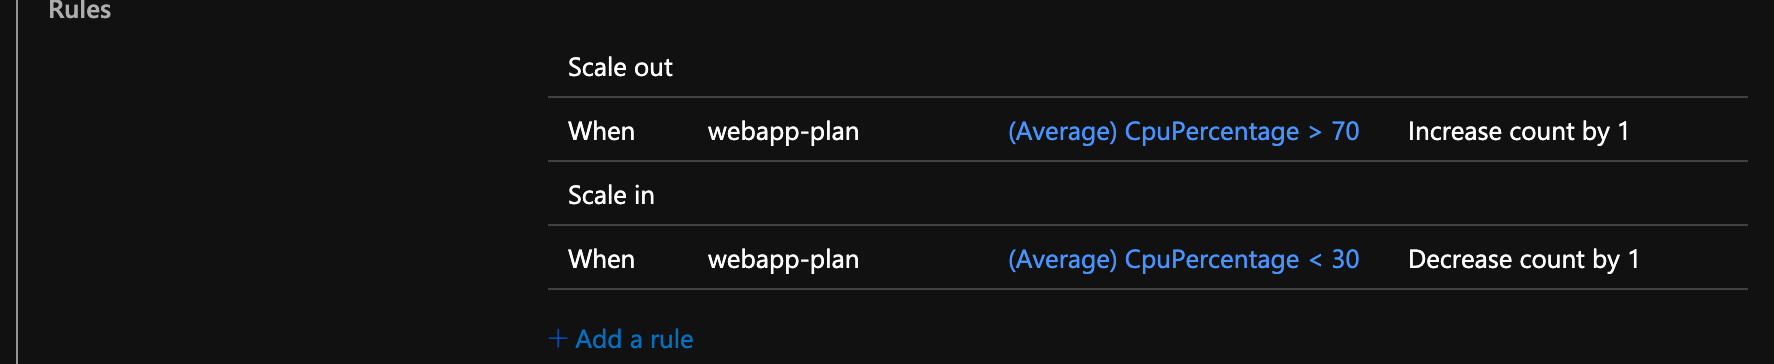 Rules
Scale out
When webapp-plan (Average) CpuPercentage > 70 Increase count by 1
Scale in
When webapp-plan (Average) CpuPercentage < 30 Decrease count by 1
+ Add a rule